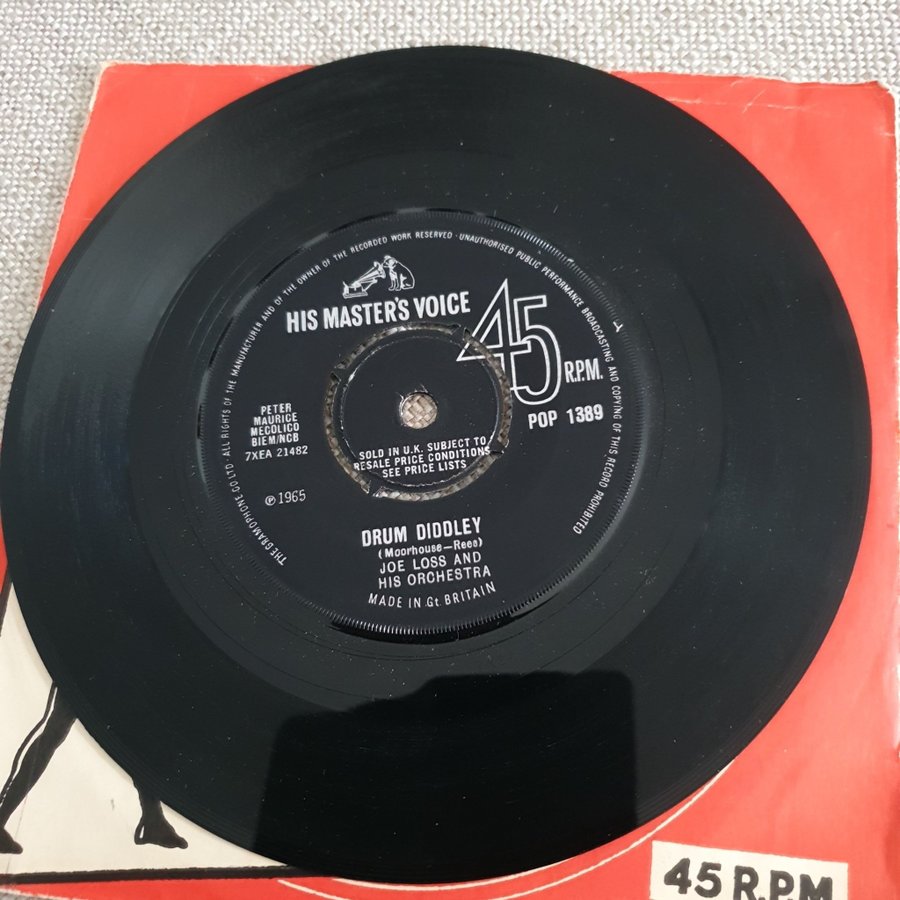 THE GRAMOPHONE CO LTD · ALL RIGHTS OF THE MANUFACTURER AND OF THE OWNER OF THE RECORDED WORK RESERVED · UNAUTHORISED PUBLIC PERFORMANCE BROADCASTING AND COPYING OF THIS RECORD PROHIBITED
HIS MASTER'S VOICE
45
R.P.M.
POP 1389
PETER
MAURICE
MECOLICO
BIEM/NCB
7XEA 21482
℗ 1965
SOLD IN U.K. SUBJECT TO
RESALE PRICE CONDITIONS
SEE PRICE LISTS
DRUM DIDDLEY
(Moorhouse—Rees)
JOE LOSS AND
HIS ORCHESTRA
MADE IN Gt BRITAIN
45 R.P.M